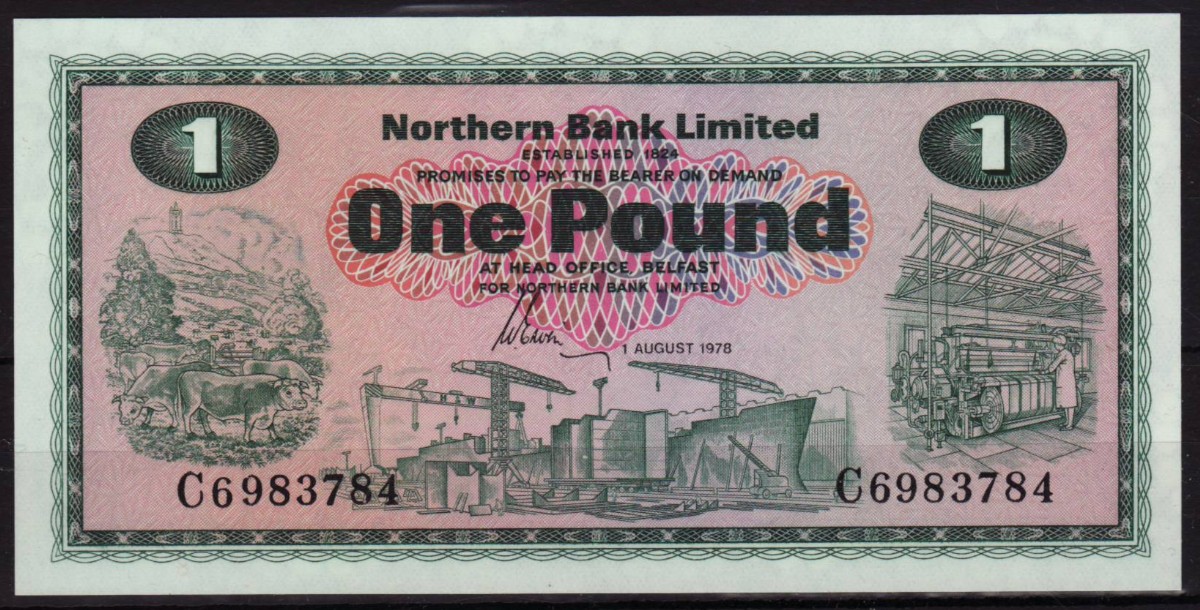 1
1
Northern Bank Limited
ESTABLISHED 1824
PROMISES TO PAY THE BEARER ON DEMAND
One Pound
AT HEAD OFFICE, BELFAST
FOR NORTHERN BANK LIMITED
1 AUGUST 1978
H & W
C6983784
C6983784